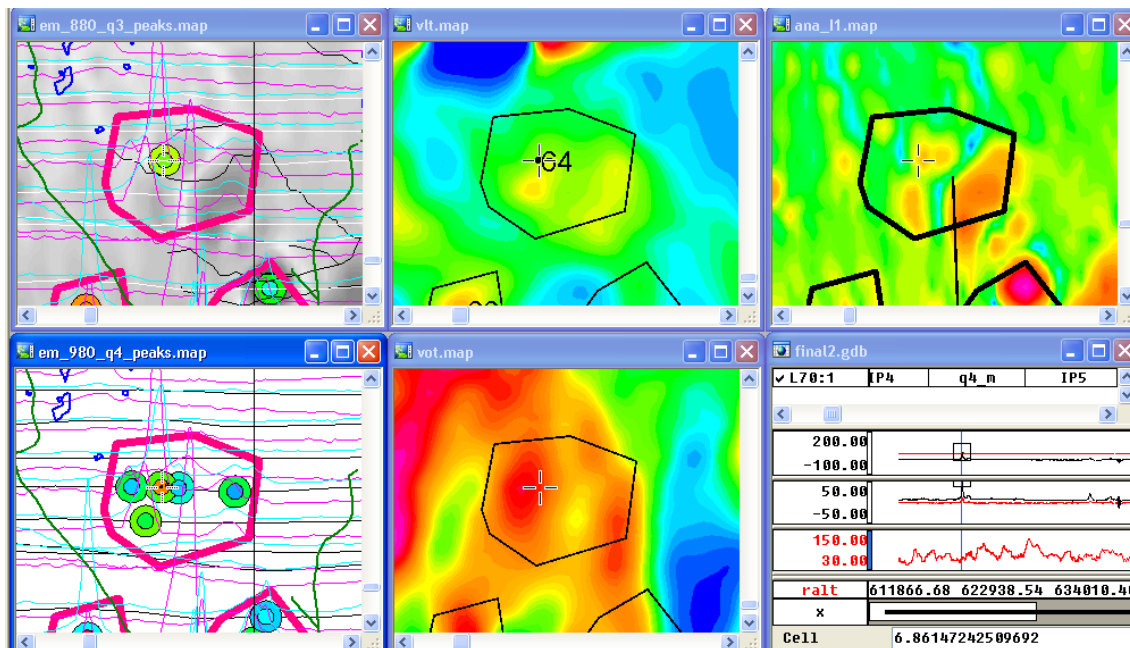 em_880_q3_peaks.map
vlt.map
ana_l1.map
64
em_980_q4_peaks.map
vot.map
final2.gdb
L70:1 IP4 q4_m IP5
200.00
-100.00
50.00
-50.00
150.00
30.00
ralt 611866.68 622938.54 634010.40
x
Cell 6.86147242509692